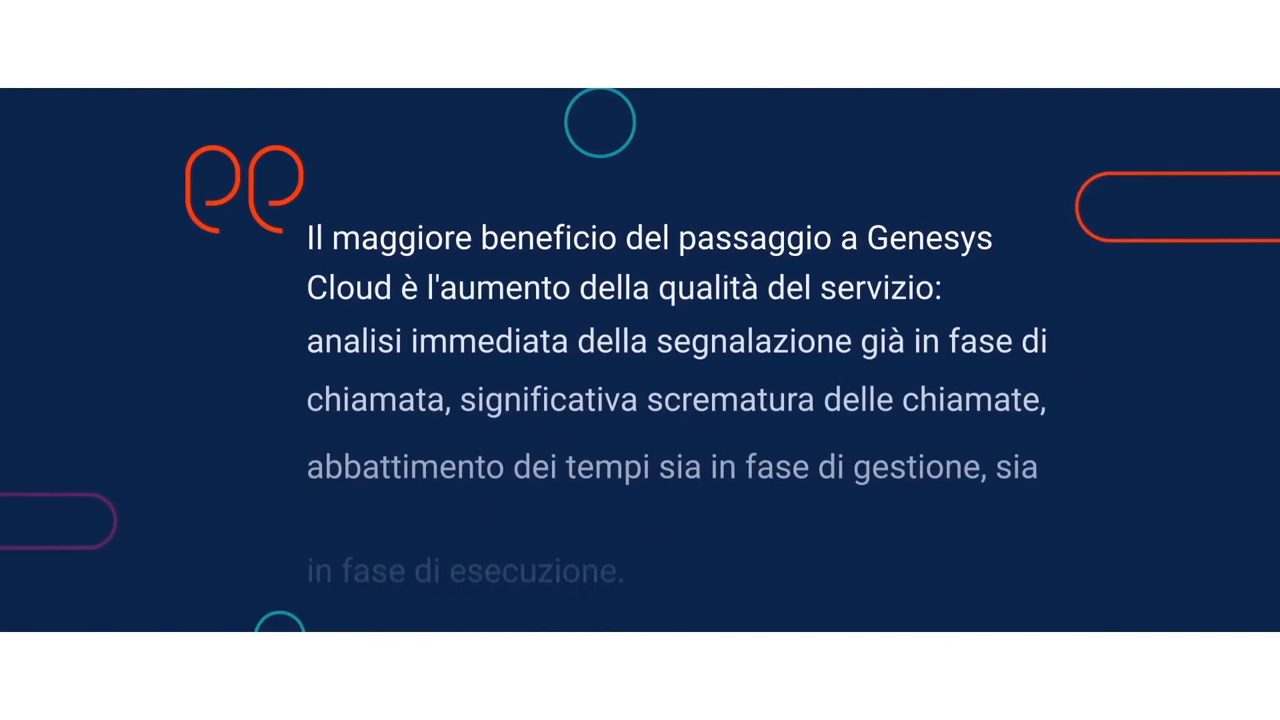 Il maggiore beneficio del passaggio a Genesys
Cloud è l'aumento della qualità del servizio:
analisi immediata della segnalazione già in fase di
chiamata, significativa scrematura delle chiamate,
abbattimento dei tempi sia in fase di gestione, sia
in fase di esecuzione.